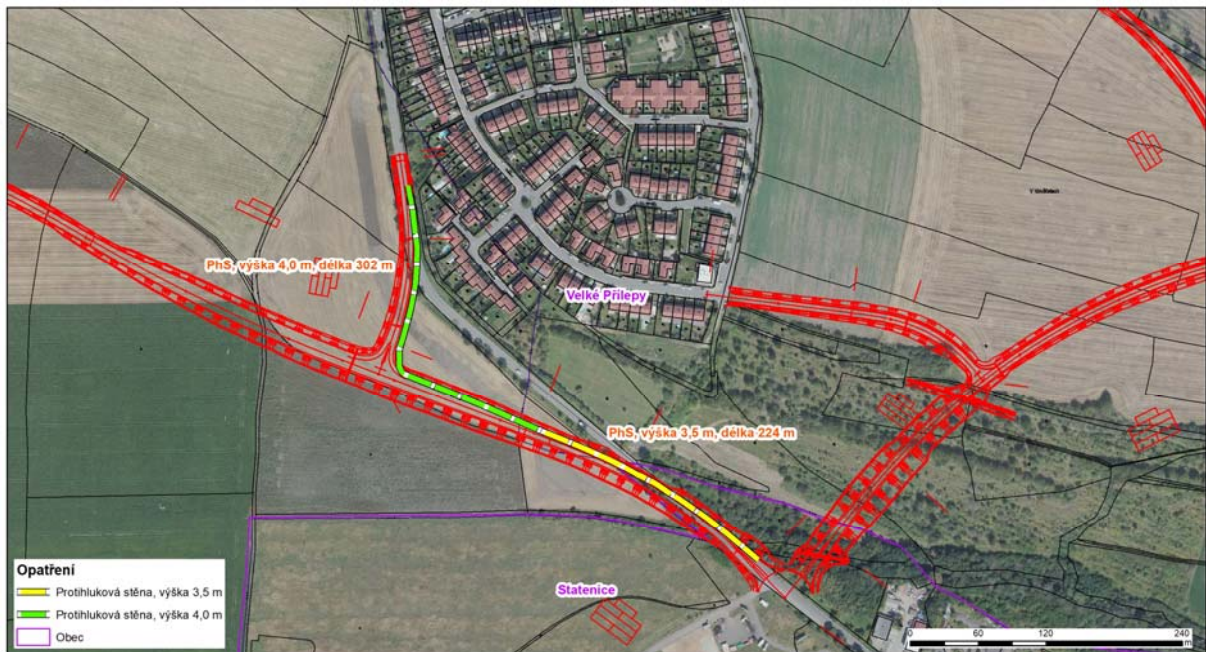 PhS, výška 4,0 m, délka 302 m
Velké Přílepy
PhS, výška 3,5 m, délka 224 m
Statenice
Opatření
Protihluková stěna, výška 3,5 m
Protihluková stěna, výška 4,0 m
Obec
0 60 120 240
m